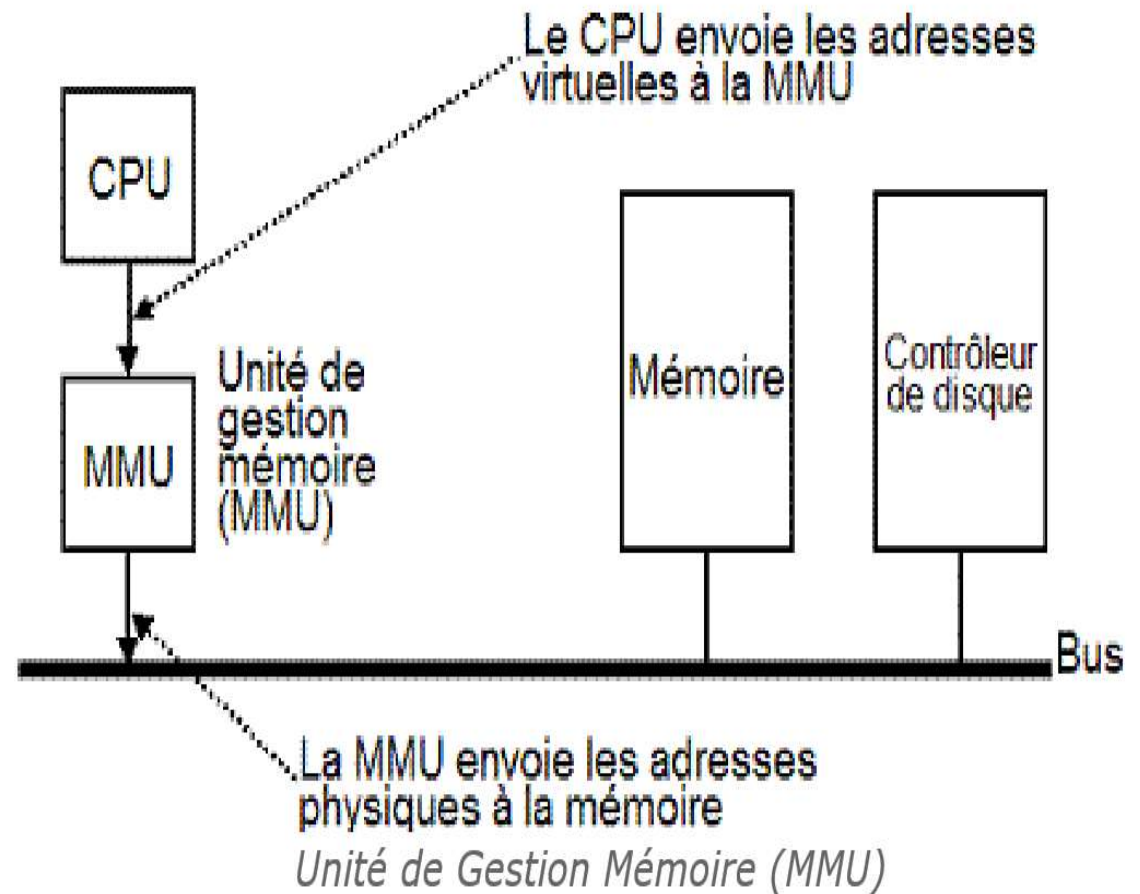 Le CPU envoie les adresses
virtuelles à la MMU
CPU
Unité de
gestion
mémoire
(MMU)
MMU
Mémoire
Contrôleur
de disque
Bus
La MMU envoie les adresses
physiques à la mémoire
Unité de Gestion Mémoire (MMU)